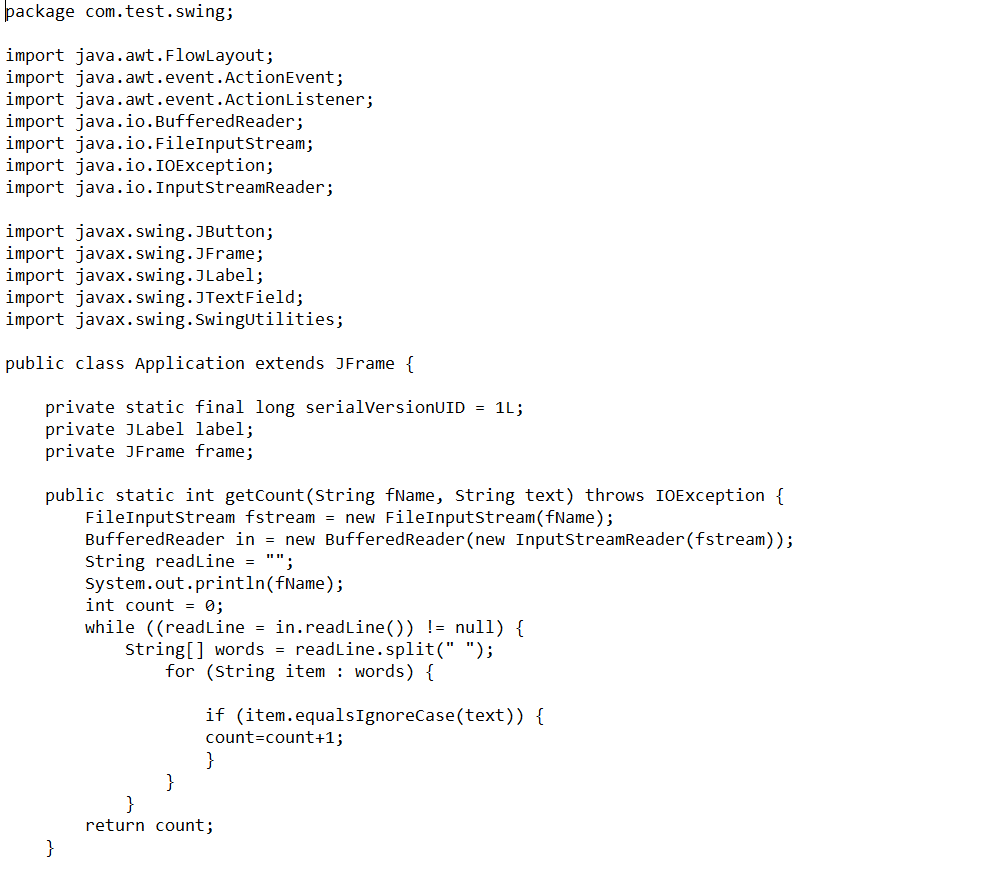 package com.test.swing;

import java.awt.FlowLayout;
import java.awt.event.ActionEvent;
import java.awt.event.ActionListener;
import java.io.BufferedReader;
import java.io.FileInputStream;
import java.io.IOException;
import java.io.InputStreamReader;

import javax.swing.JButton;
import javax.swing.JFrame;
import javax.swing.JLabel;
import javax.swing.JTextField;
import javax.swing.SwingUtilities;

public class Application extends JFrame {

    private static final long serialVersionUID = 1L;
    private JLabel label;
    private JFrame frame;

    public static int getCount(String fName, String text) throws IOException {
        FileInputStream fstream = new FileInputStream(fName);
        BufferedReader in = new BufferedReader(new InputStreamReader(fstream));
        String readLine = "";
        System.out.println(fName);
        int count = 0;
        while ((readLine = in.readLine()) != null) {
            String[] words = readLine.split(" ");
                for (String item : words) {

                    if (item.equalsIgnoreCase(text)) {
                    count=count+1;
                    }
                }
            }
        return count;
    }